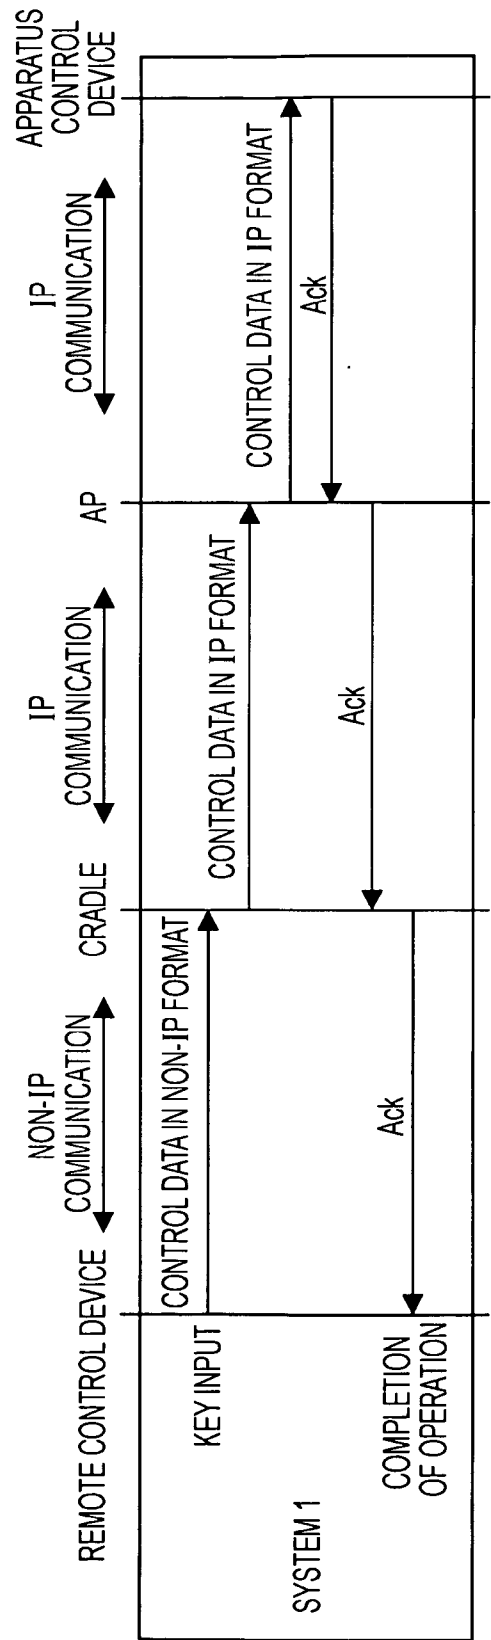 REMOTE CONTROL DEVICE
NON-IP
COMMUNICATION
CRADLE
IP
COMMUNICATION
AP
IP
COMMUNICATION
APPARATUS
CONTROL
DEVICE
SYSTEM 1
KEY INPUT
CONTROL DATA IN NON-IP FORMAT
CONTROL DATA IN IP FORMAT
CONTROL DATA IN IP FORMAT
Ack
Ack
Ack
COMPLETION
OF OPERATION